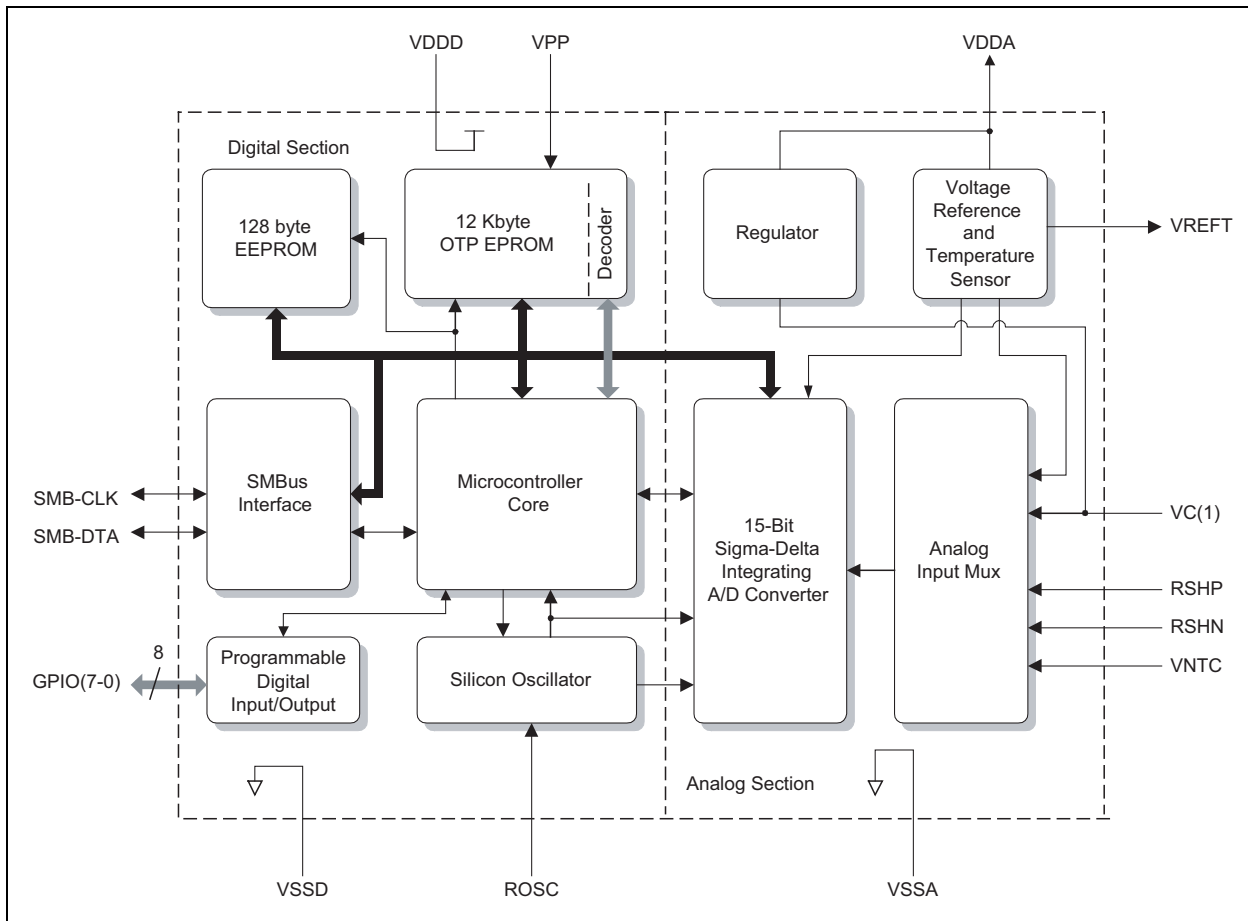 VDDD
VPP
VDDA
Digital Section
128 byte
EEPROM
12 Kbyte
OTP EPROM
Decoder
Regulator
Voltage
Reference
and
Temperature
Sensor
VREFT
SMB-CLK
SMB-DTA
SMBus
Interface
Microcontroller
Core
15-Bit
Sigma-Delta
Integrating
A/D Converter
Analog
Input Mux
VC(1)
RSHP
RSHN
VNTC
GPIO(7-0)
8
Programmable
Digital
Input/Output
Silicon Oscillator
Analog Section
VSSD
ROSC
VSSA